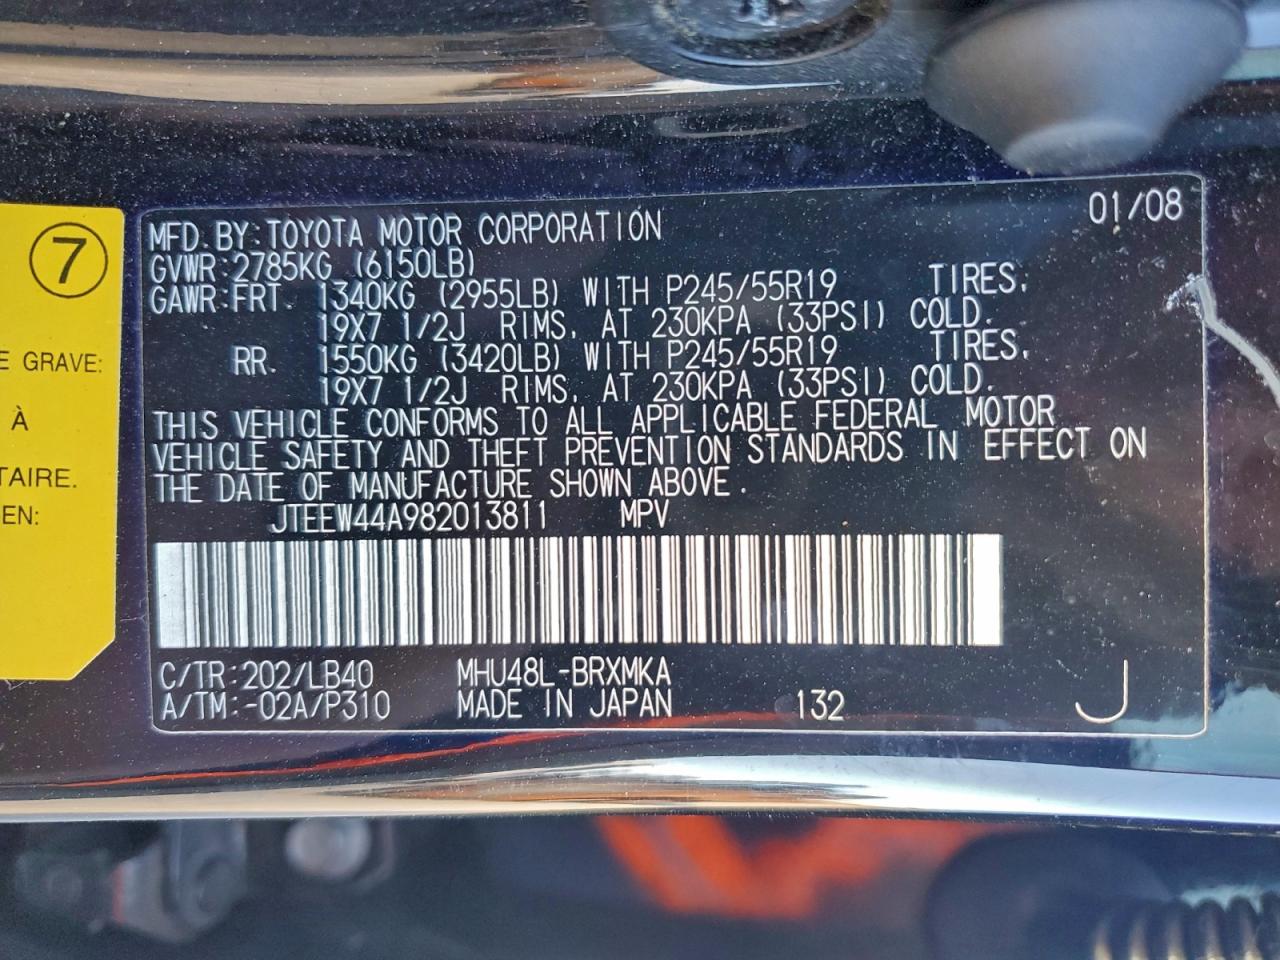 7
E GRAVE:
À
TAIRE.
EN:
01/08
MFD. BY: TOYOTA MOTOR CORPORATION
GVWR: 2785KG (6150LB)
GAWR: FRT. 1340KG (2955LB) WITH P245/55R19 TIRES,
19X7 1/2J RIMS, AT 230KPA (33PSI) COLD.
RR. 1550KG (3420LB) WITH P245/55R19 TIRES,
19X7 1/2J RIMS, AT 230KPA (33PSI) COLD.
THIS VEHICLE CONFORMS TO ALL APPLICABLE FEDERAL MOTOR
VEHICLE SAFETY AND THEFT PREVENTION STANDARDS IN EFFECT ON
THE DATE OF MANUFACTURE SHOWN ABOVE.
JTEEW44A982013811 MPV
C/TR: 202/LB40 MHU48L-BRXMKA
A/TM: -02A/P310 MADE IN JAPAN 132 J